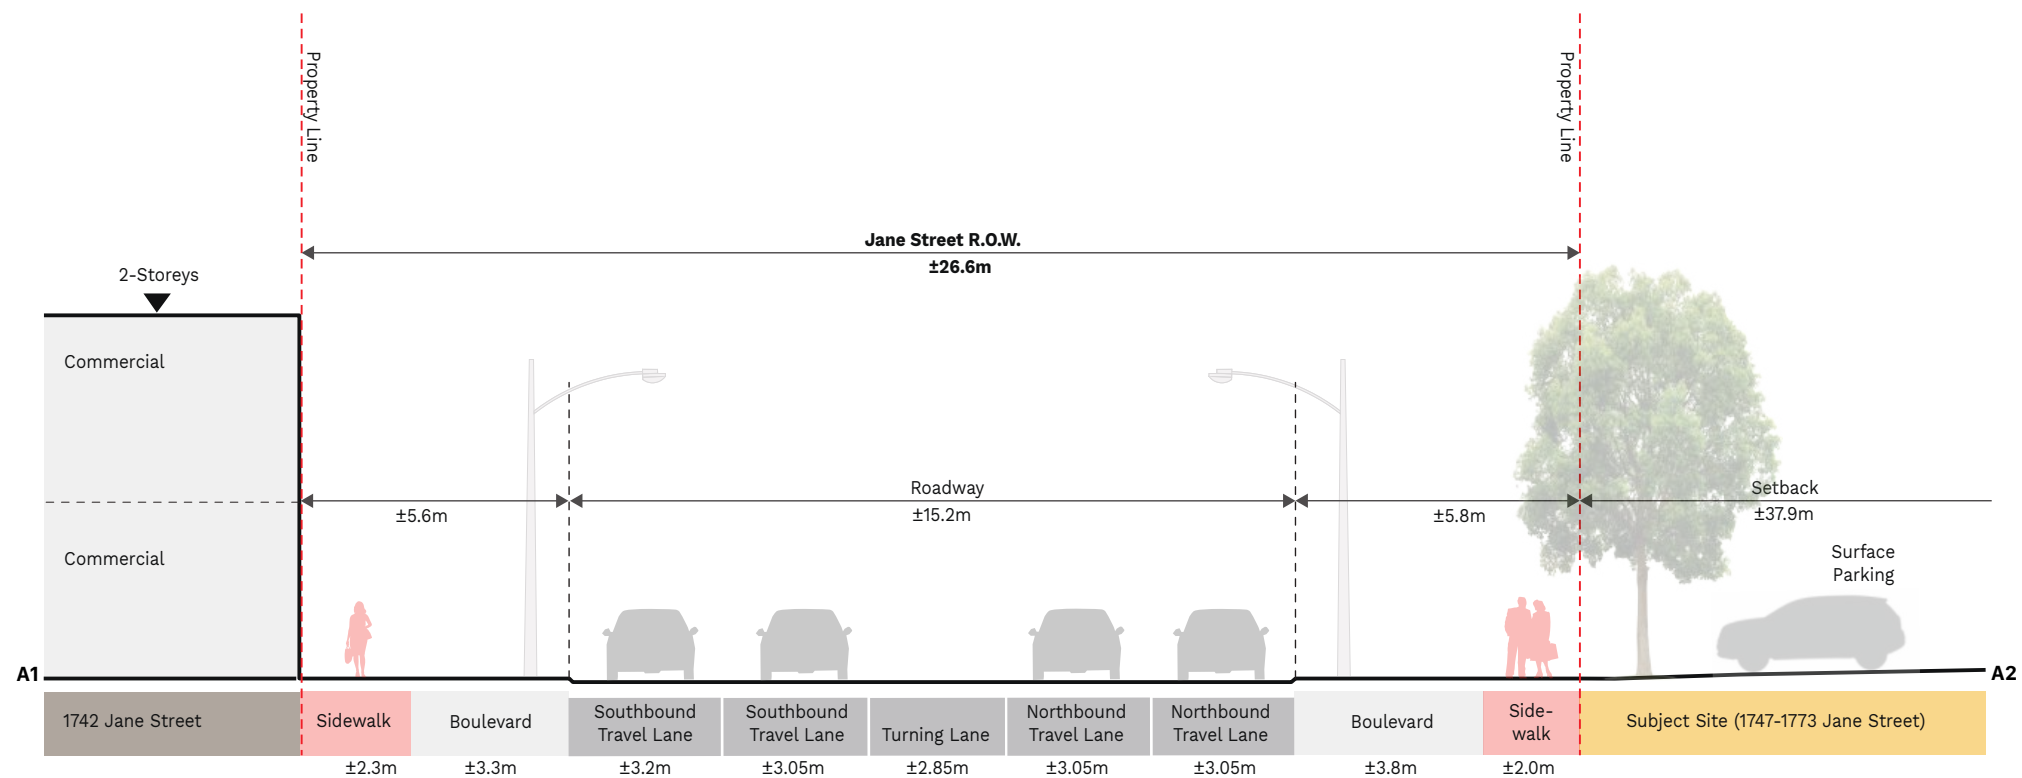 Property Line
Property Line
Jane Street R.O.W.
±26.6m
2-Storeys
Commercial
Roadway
Setback
±5.6m
±15.2m
±5.8m
±37.9m
Commercial
Surface
Parking
A1
A2
1742 Jane Street
Sidewalk
Boulevard
Southbound
Travel Lane
Southbound
Travel Lane
Turning Lane
Northbound
Travel Lane
Northbound
Travel Lane
Boulevard
Side-
walk
Subject Site (1747-1773 Jane Street)
±2.3m
±3.3m
±3.2m
±3.05m
±2.85m
±3.05m
±3.05m
±3.8m
±2.0m